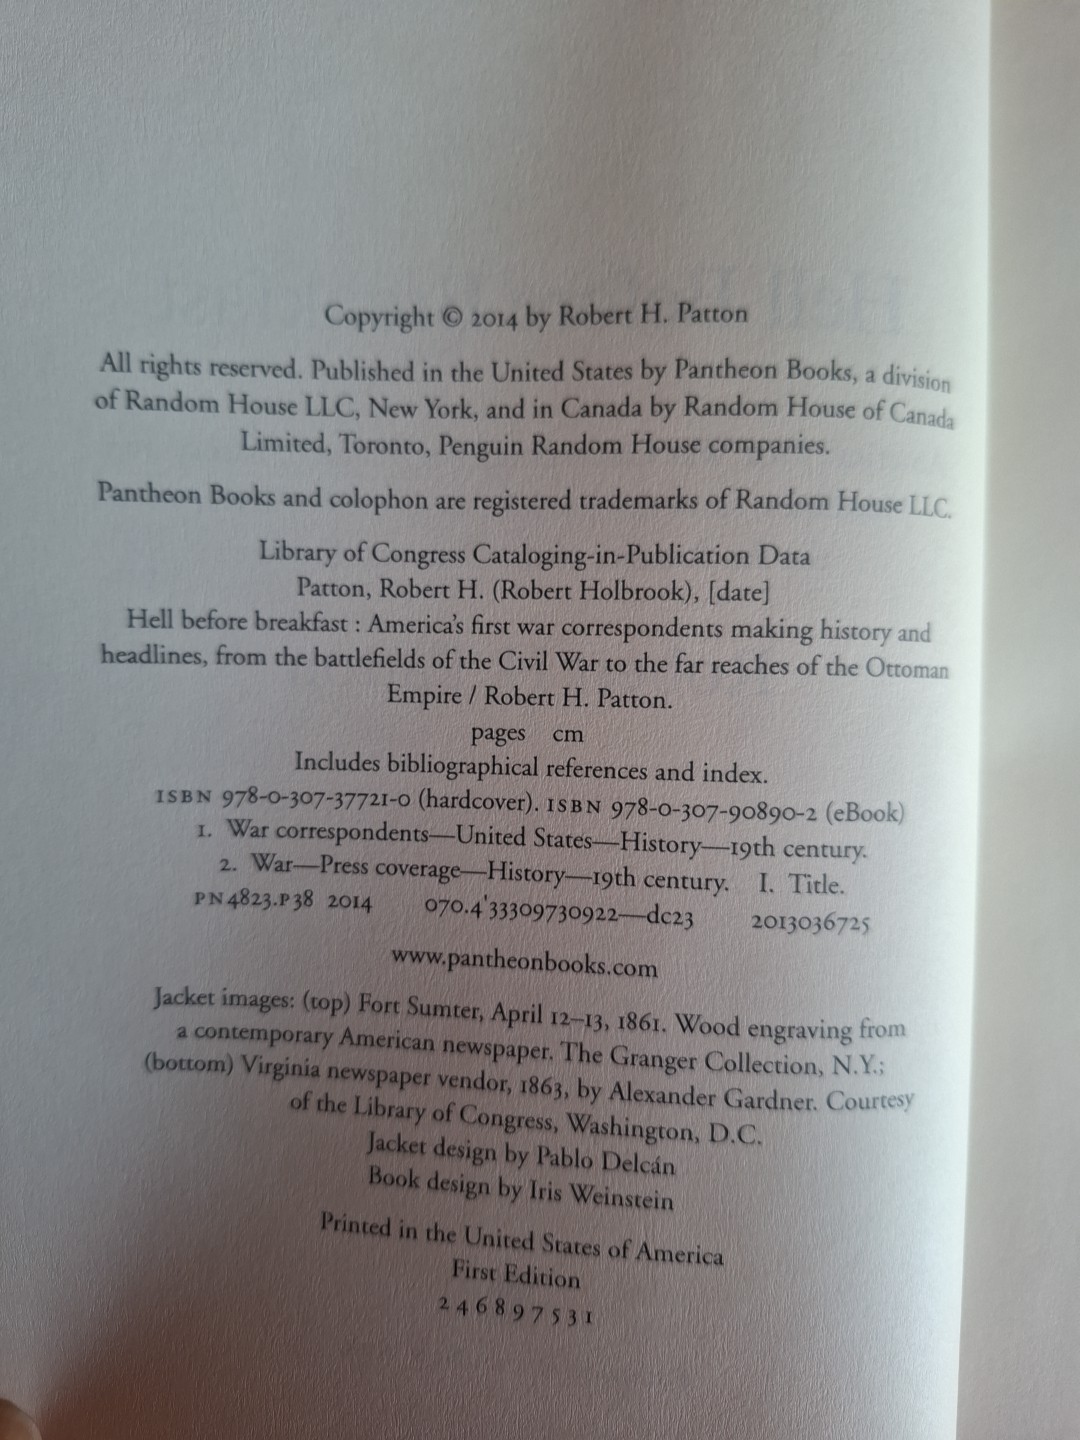 Copyright © 2014 by Robert H. Patton
All rights reserved. Published in the United States by Pantheon Books, a division
of Random House LLC, New York, and in Canada by Random House of Canada
Limited, Toronto, Penguin Random House companies.
Pantheon Books and colophon are registered trademarks of Random House LLC.
Library of Congress Cataloging-in-Publication Data
Patton, Robert H. (Robert Holbrook), [date]
Hell before breakfast : America's first war correspondents making history and
headlines, from the battlefields of the Civil War to the far reaches of the Ottoman
Empire / Robert H. Patton.
pages cm
Includes bibliographical references and index.
ISBN 978-0-307-37721-0 (hardcover). ISBN 978-0-307-90890-2 (eBook)
1. War correspondents—United States—History—19th century.
2. War—Press coverage—History—19th century. I. Title.
PN4823.P38 2014 070.4'33309730922—dc23 2013036725
www.pantheonbooks.com
Jacket images: (top) Fort Sumter, April 12–13, 1861. Wood engraving from
a contemporary American newspaper. The Granger Collection, N.Y.;
(bottom) Virginia newspaper vendor, 1863, by Alexander Gardner. Courtesy
of the Library of Congress, Washington, D.C.
Jacket design by Pablo Delcán
Book design by Iris Weinstein
Printed in the United States of America
First Edition
2 4 6 8 9 7 5 3 1